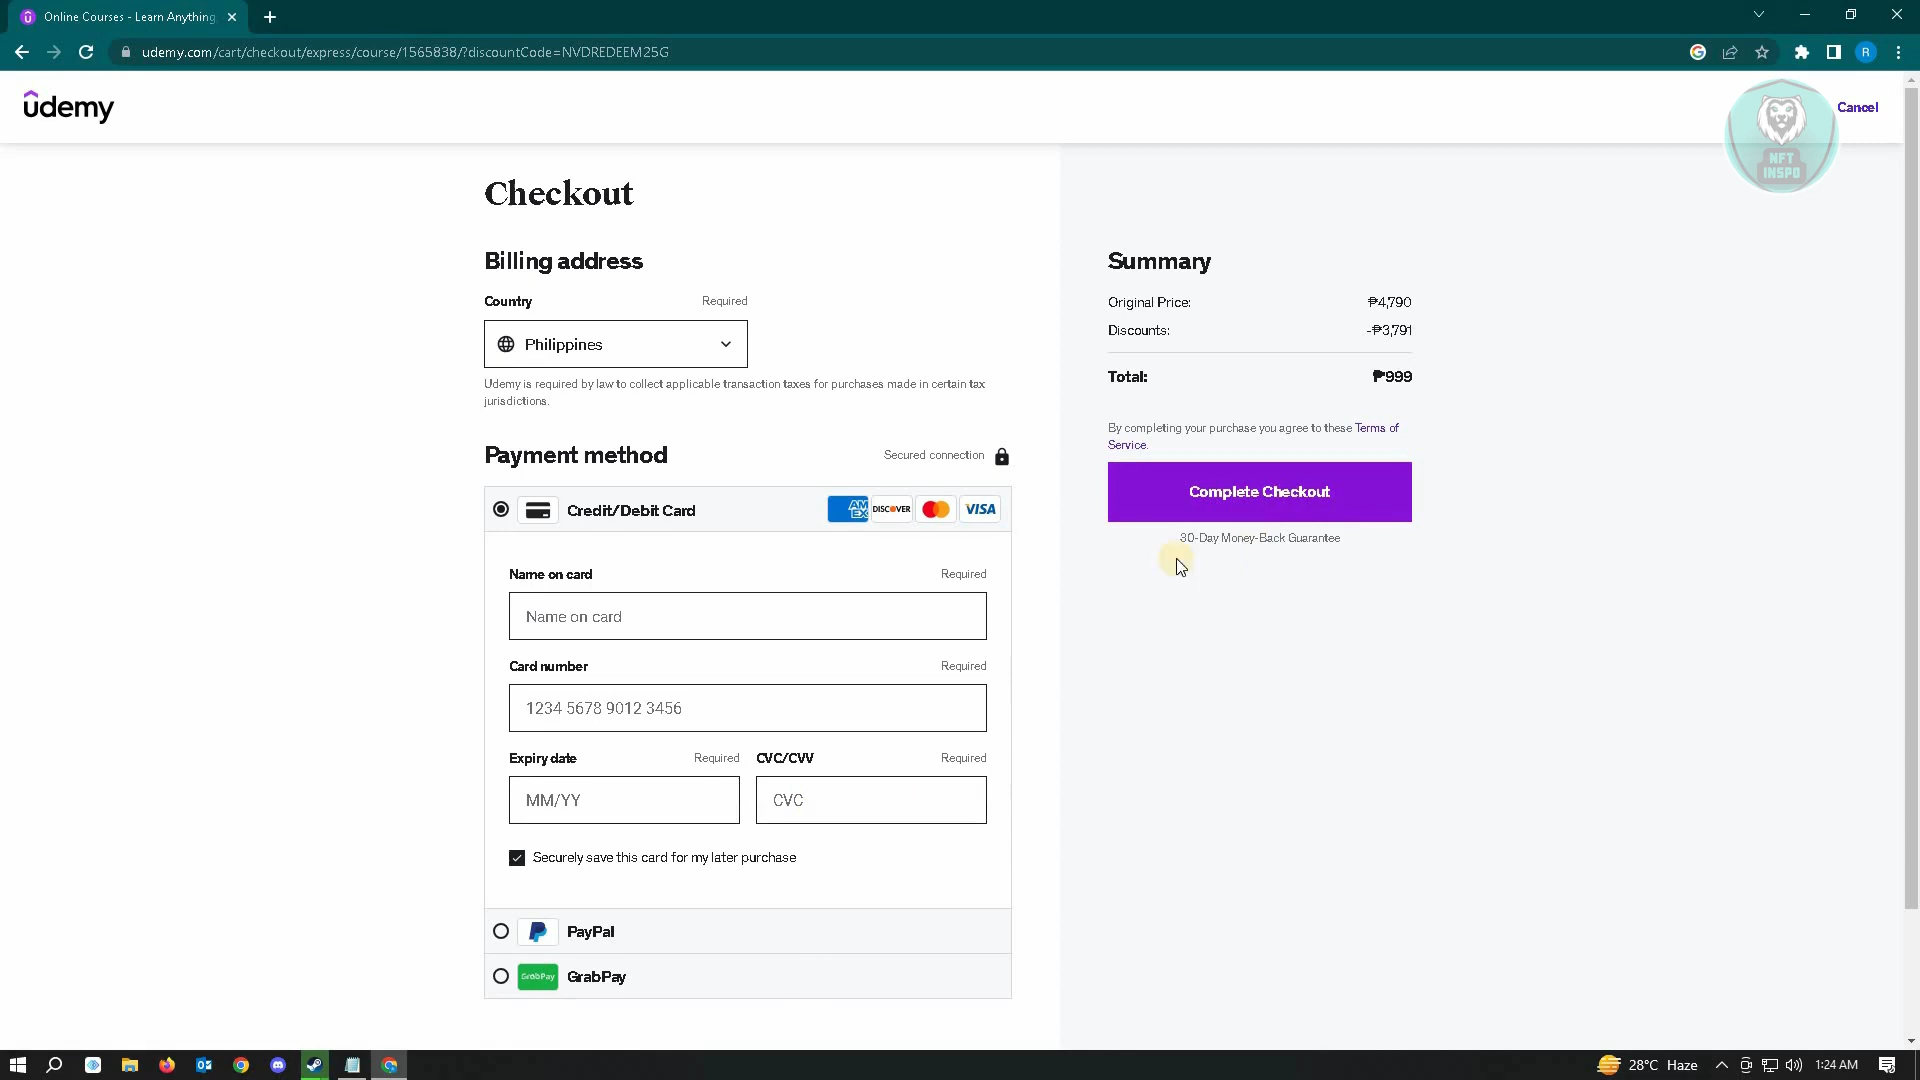 Online Courses - Learn Anything
udemy.com/cart/checkout/express/course/1565838/?discountCode=NVDREDEEM25G
R
udemy
NFT
INSPO
Cancel
Checkout
Billing address
Country Required
Philippines
Udemy is required by law to collect applicable transaction taxes for purchases made in certain tax
jurisdictions.
Payment method Secured connection
Credit/Debit Card AM EX DISCOVER VISA
Name on card Required
Name on card
Card number Required
1234 5678 9012 3456
Expiry date Required CVC/CVV Required
MM/YY CVC
Securely save this card for my later purchase
PayPal
GrabPay GrabPay
Summary
Original Price: ₱4,790
Discounts: -₱3,791
Total: ₱999
By completing your purchase you agree to these Terms of
Service.
Complete Checkout
30-Day Money-Back Guarantee
28°C Haze 1:24 AM